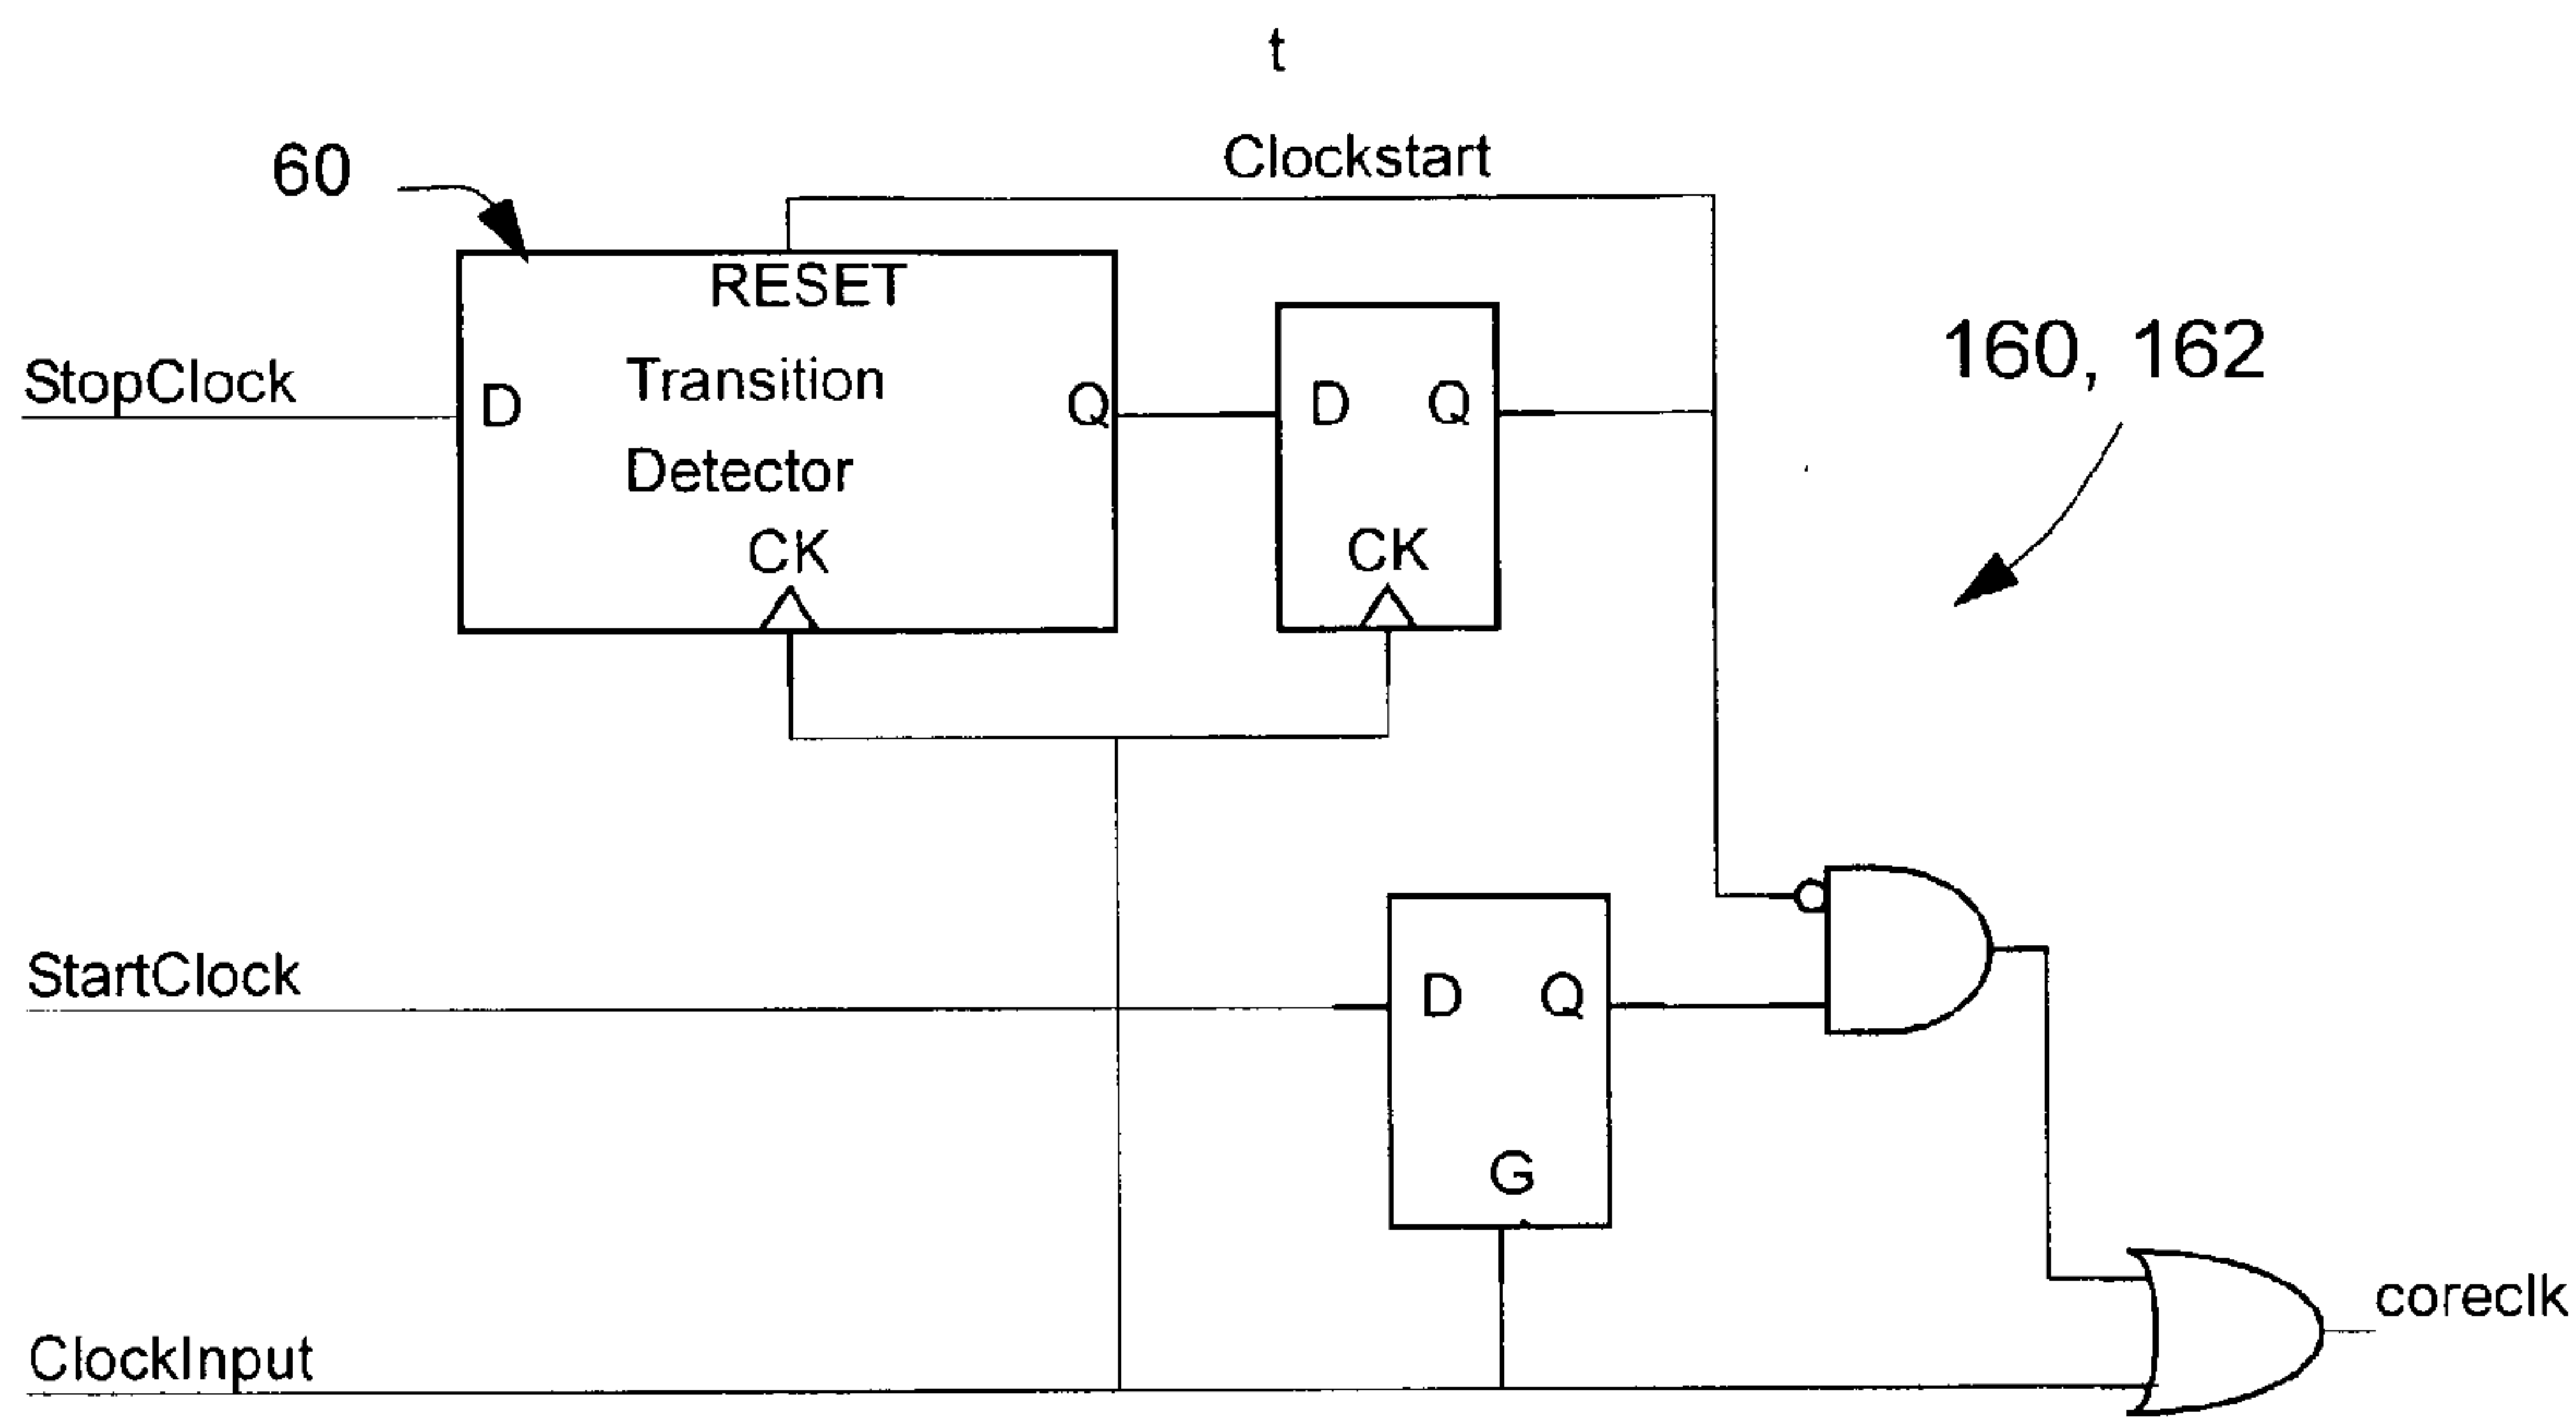 t
Clockstart
60
RESET
Transition
Detector
D
Q
CK
D
Q
CK
StopClock
160, 162
StartClock
D
Q
G
ClockInput
coreclk